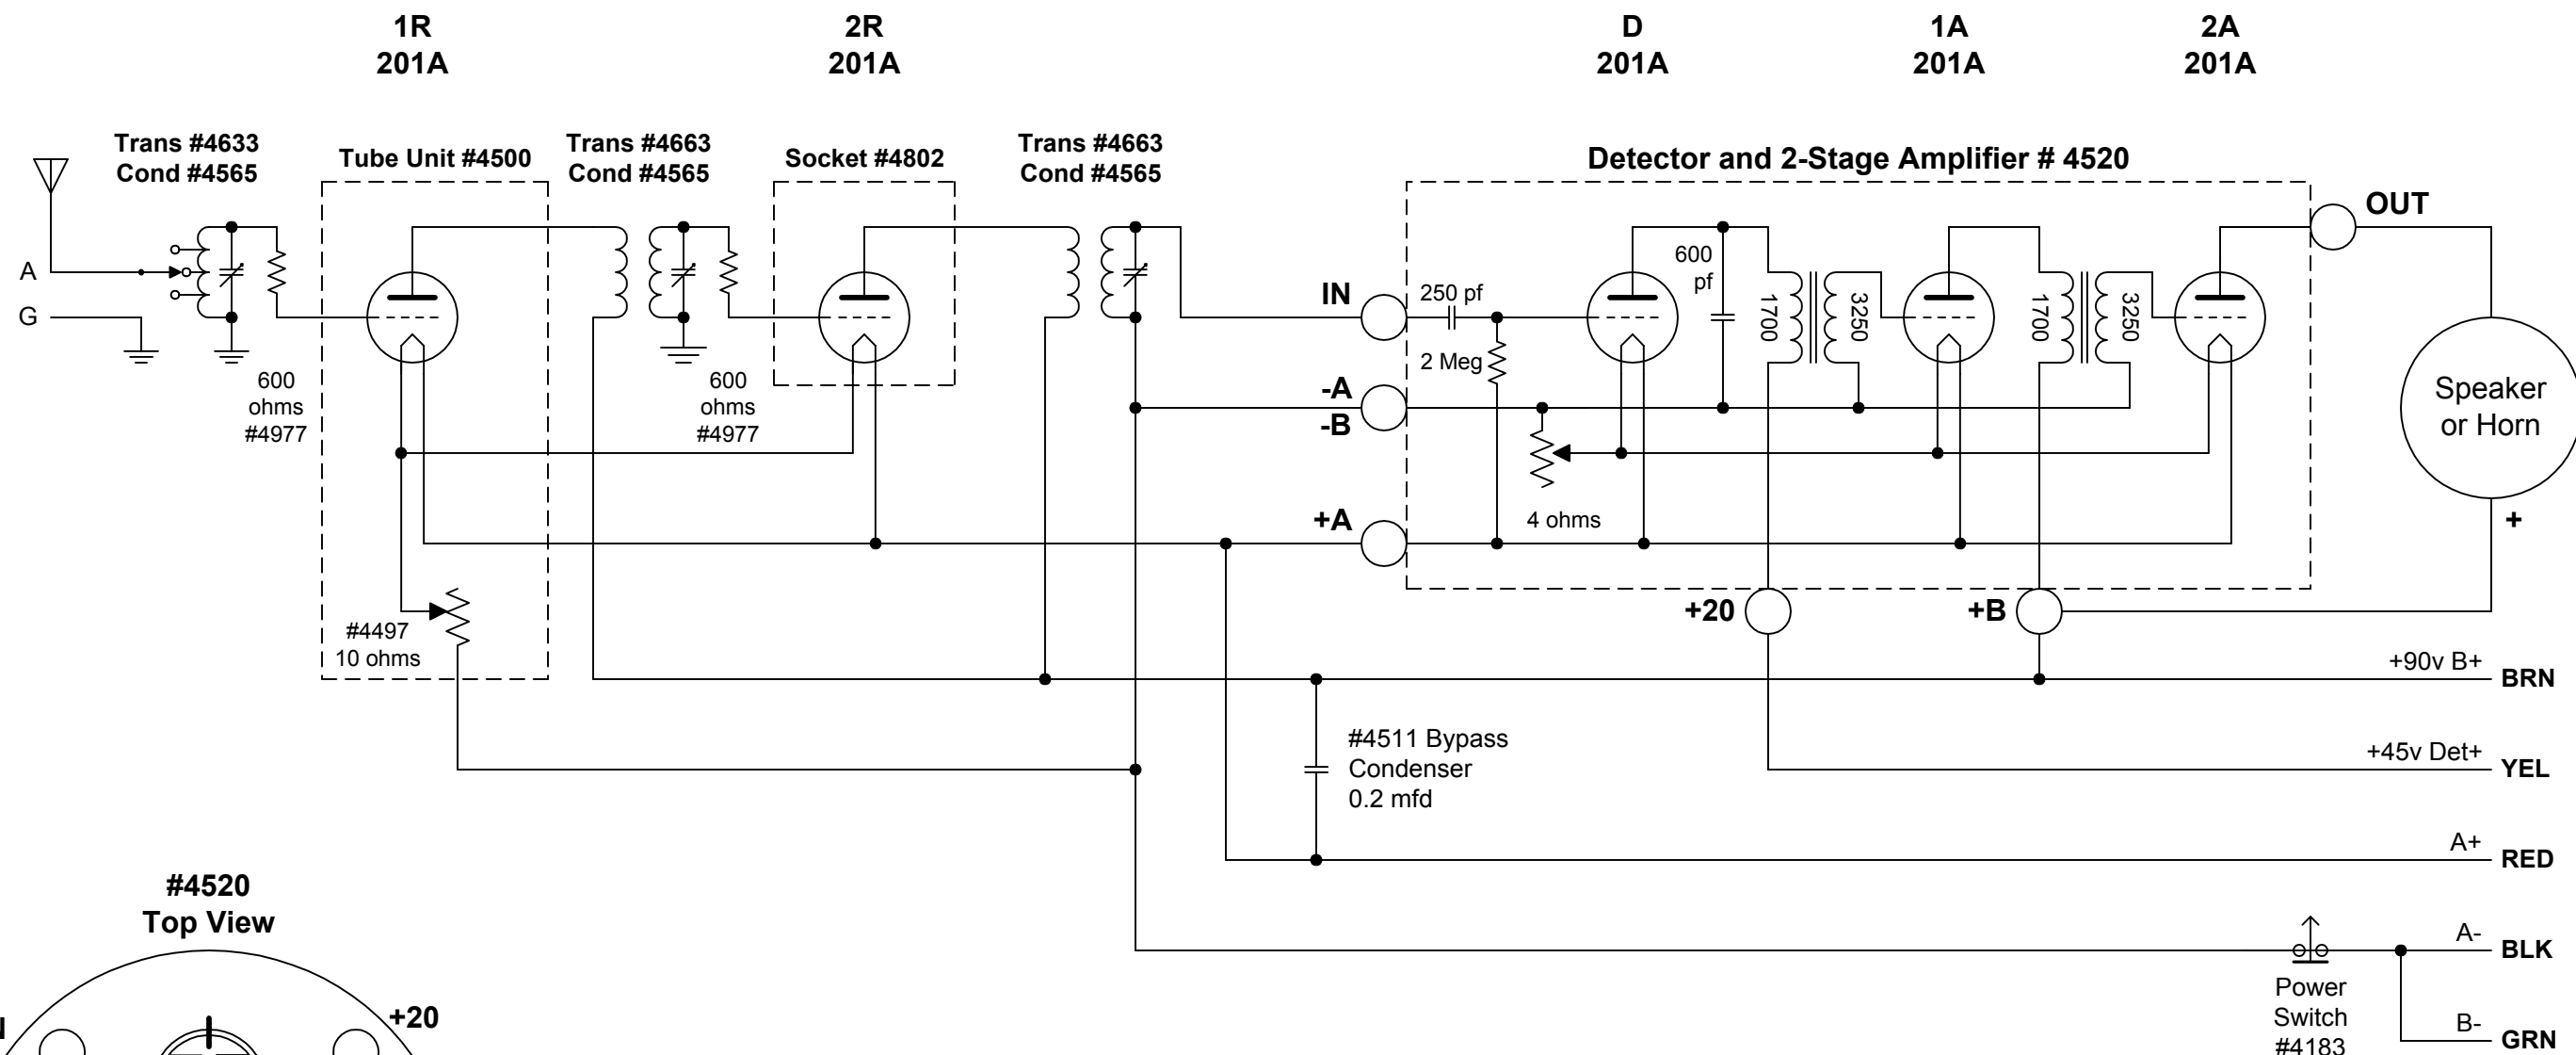 1R
201A
2R
201A
D
201A
1A
201A
2A
201A
Trans #4633
Cond #4565
Tube Unit #4500
Trans #4663
Cond #4565
Socket #4802
Trans #4663
Cond #4565
Detector and 2-Stage Amplifier # 4520
OUT
A
G
600
ohms
#4977
600
ohms
#4977
IN
250 pf
2 Meg
-A
-B
+A
4 ohms
600
pf
1700
3250
1700
3250
Speaker
or Horn
+
#4497
10 ohms
+20
+B
+90v B+
BRN
#4511 Bypass
Condenser
0.2 mfd
+45v Det+
YEL
A+
RED
A-
BLK
Power
Switch
#4183
B-
GRN
#4520
Top View
+20